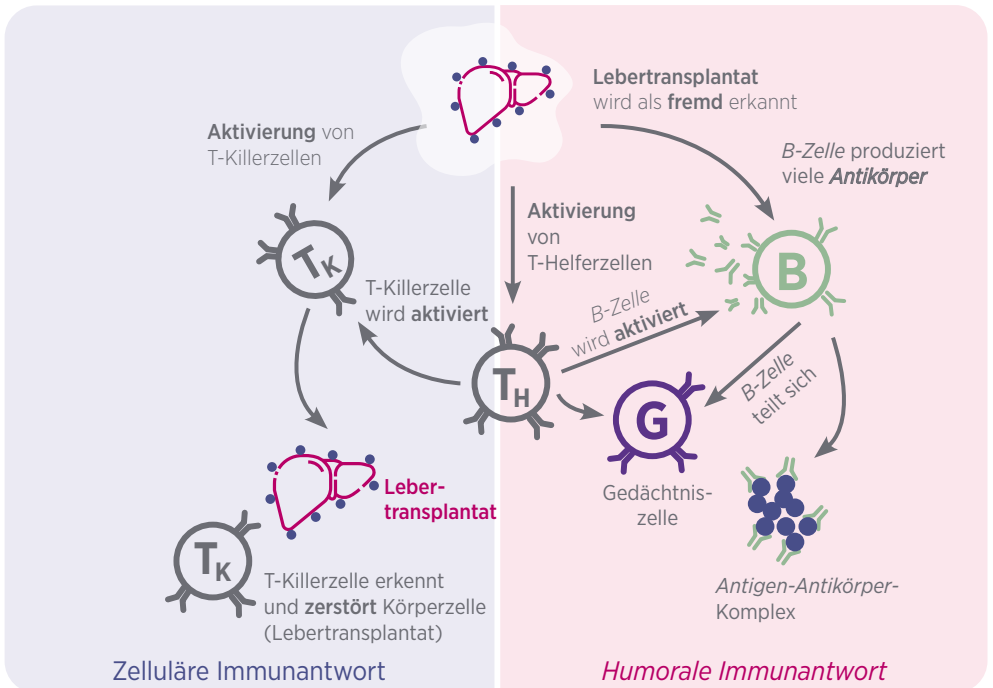 Lebertransplantat
wird als fremd erkannt
Aktivierung von
T-Killerzellen
B-Zelle produziert
viele Antikörper
Aktivierung
von
T-Helferzellen
TK
B
T-Killerzelle
wird aktiviert
B-Zelle
wird aktiviert
TH
G
B-Zelle
teilt sich
Leber-
transplantat
Gedächtnis-
zelle
TK
T-Killerzelle erkennt
und zerstört Körperzelle
(Lebertransplantat)
Antigen-Antikörper-
Komplex
Zelluläre Immunantwort
Humorale Immunantwort